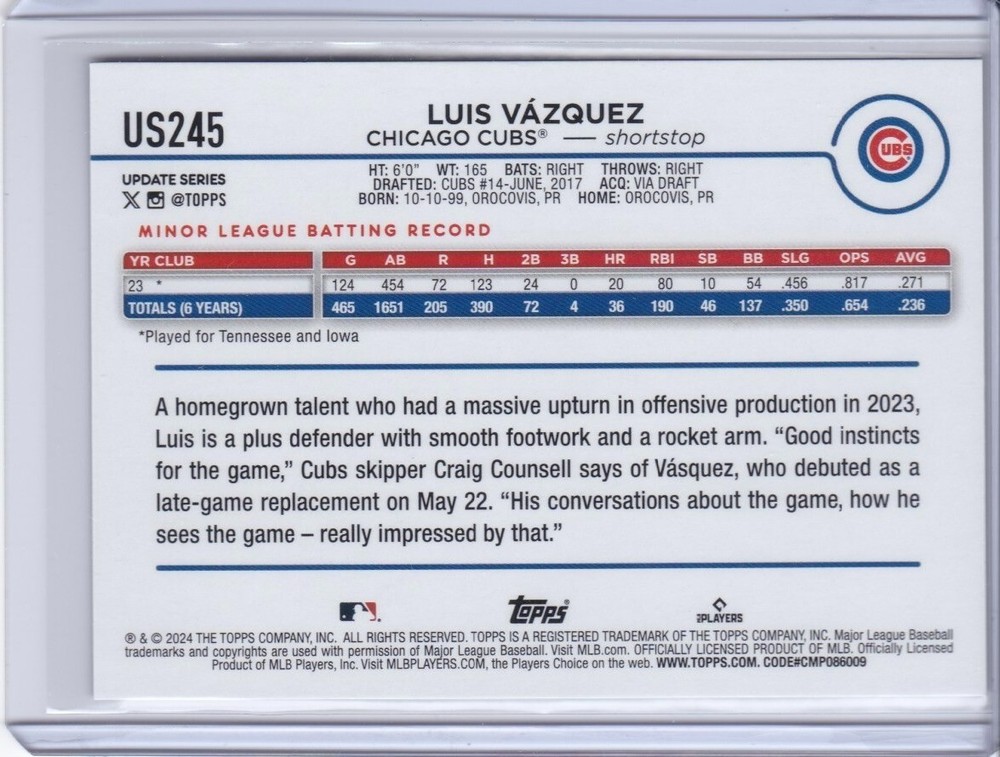 US245
LUIS VÁZQUEZ
CHICAGO CUBS® — shortstop
CUBS
UPDATE SERIES
@TOPPS
HT: 6'0" WT: 165 BATS: RIGHT THROWS: RIGHT
DRAFTED: CUBS #14-JUNE, 2017 ACQ: VIA DRAFT
BORN: 10-10-99, OROCOVIS, PR HOME: OROCOVIS, PR
MINOR LEAGUE BATTING RECORD
YR CLUB G AB R H 2B 3B HR RBI SB BB SLG OPS AVG
23 * 124 454 72 123 24 0 20 80 10 54 .456 .817 .271
TOTALS (6 YEARS) 465 1651 205 390 72 4 36 190 46 137 .350 .654 .236
*Played for Tennessee and Iowa
A homegrown talent who had a massive upturn in offensive production in 2023,
Luis is a plus defender with smooth footwork and a rocket arm. “Good instincts
for the game,” Cubs skipper Craig Counsell says of Vásquez, who debuted as a
late-game replacement on May 22. “His conversations about the game, how he
sees the game – really impressed by that.”
Topps®
PLAYERS
® & © 2024 THE TOPPS COMPANY, INC. ALL RIGHTS RESERVED. TOPPS IS A REGISTERED TRADEMARK OF THE TOPPS COMPANY, INC. Major League Baseball
trademarks and copyrights are used with permission of Major League Baseball. Visit MLB.com. OFFICIALLY LICENSED PRODUCT OF MLB. Officially Licensed
Product of MLB Players, Inc. Visit MLBPLAYERS.COM, the Players Choice on the web. WWW.TOPPS.COM. CODE#CMP086009